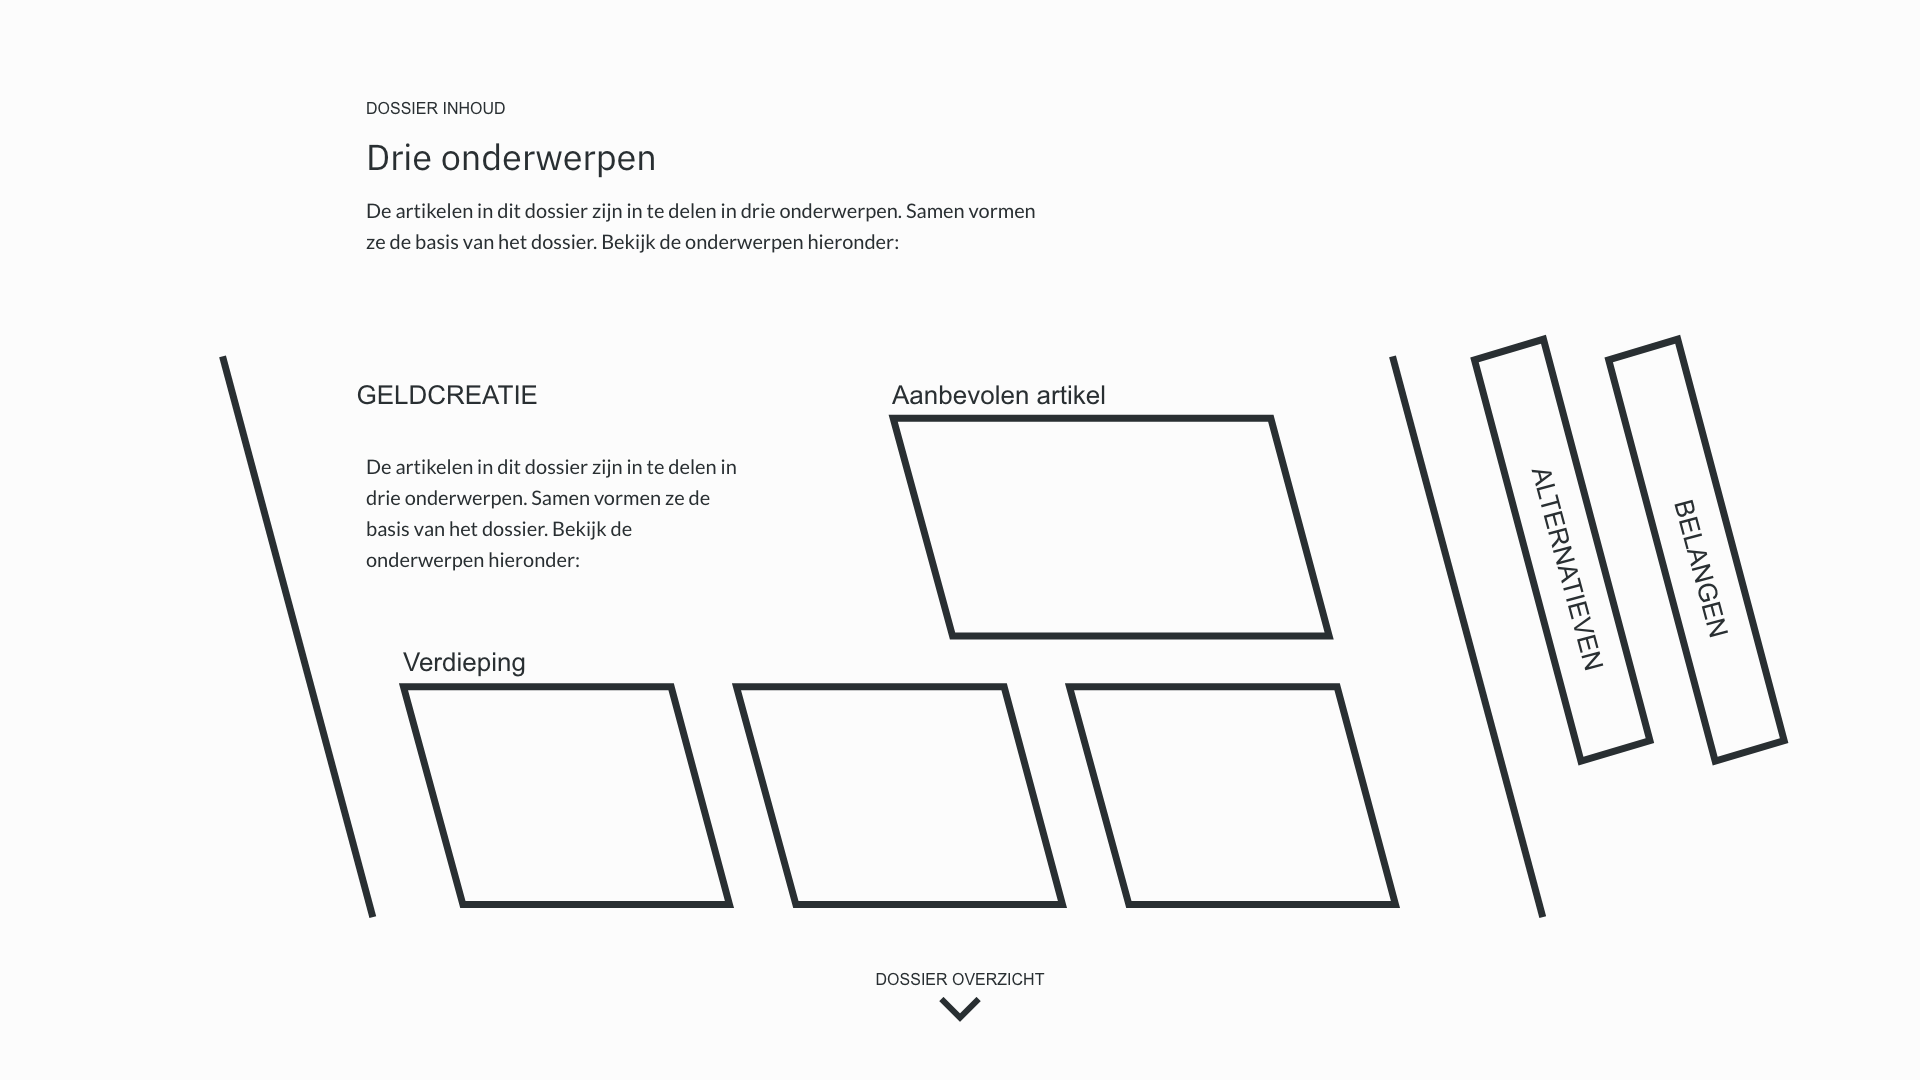 DOSSIER INHOUD
Drie onderwerpen
De artikelen in dit dossier zijn in te delen in drie onderwerpen. Samen vormen
ze de basis van het dossier. Bekijk de onderwerpen hieronder:
GELDCREATIE
De artikelen in dit dossier zijn in te delen in
drie onderwerpen. Samen vormen ze de
basis van het dossier. Bekijk de
onderwerpen hieronder:
Aanbevolen artikel
Verdieping
ALTERNATIEVEN
BELANGEN
DOSSIER OVERZICHT